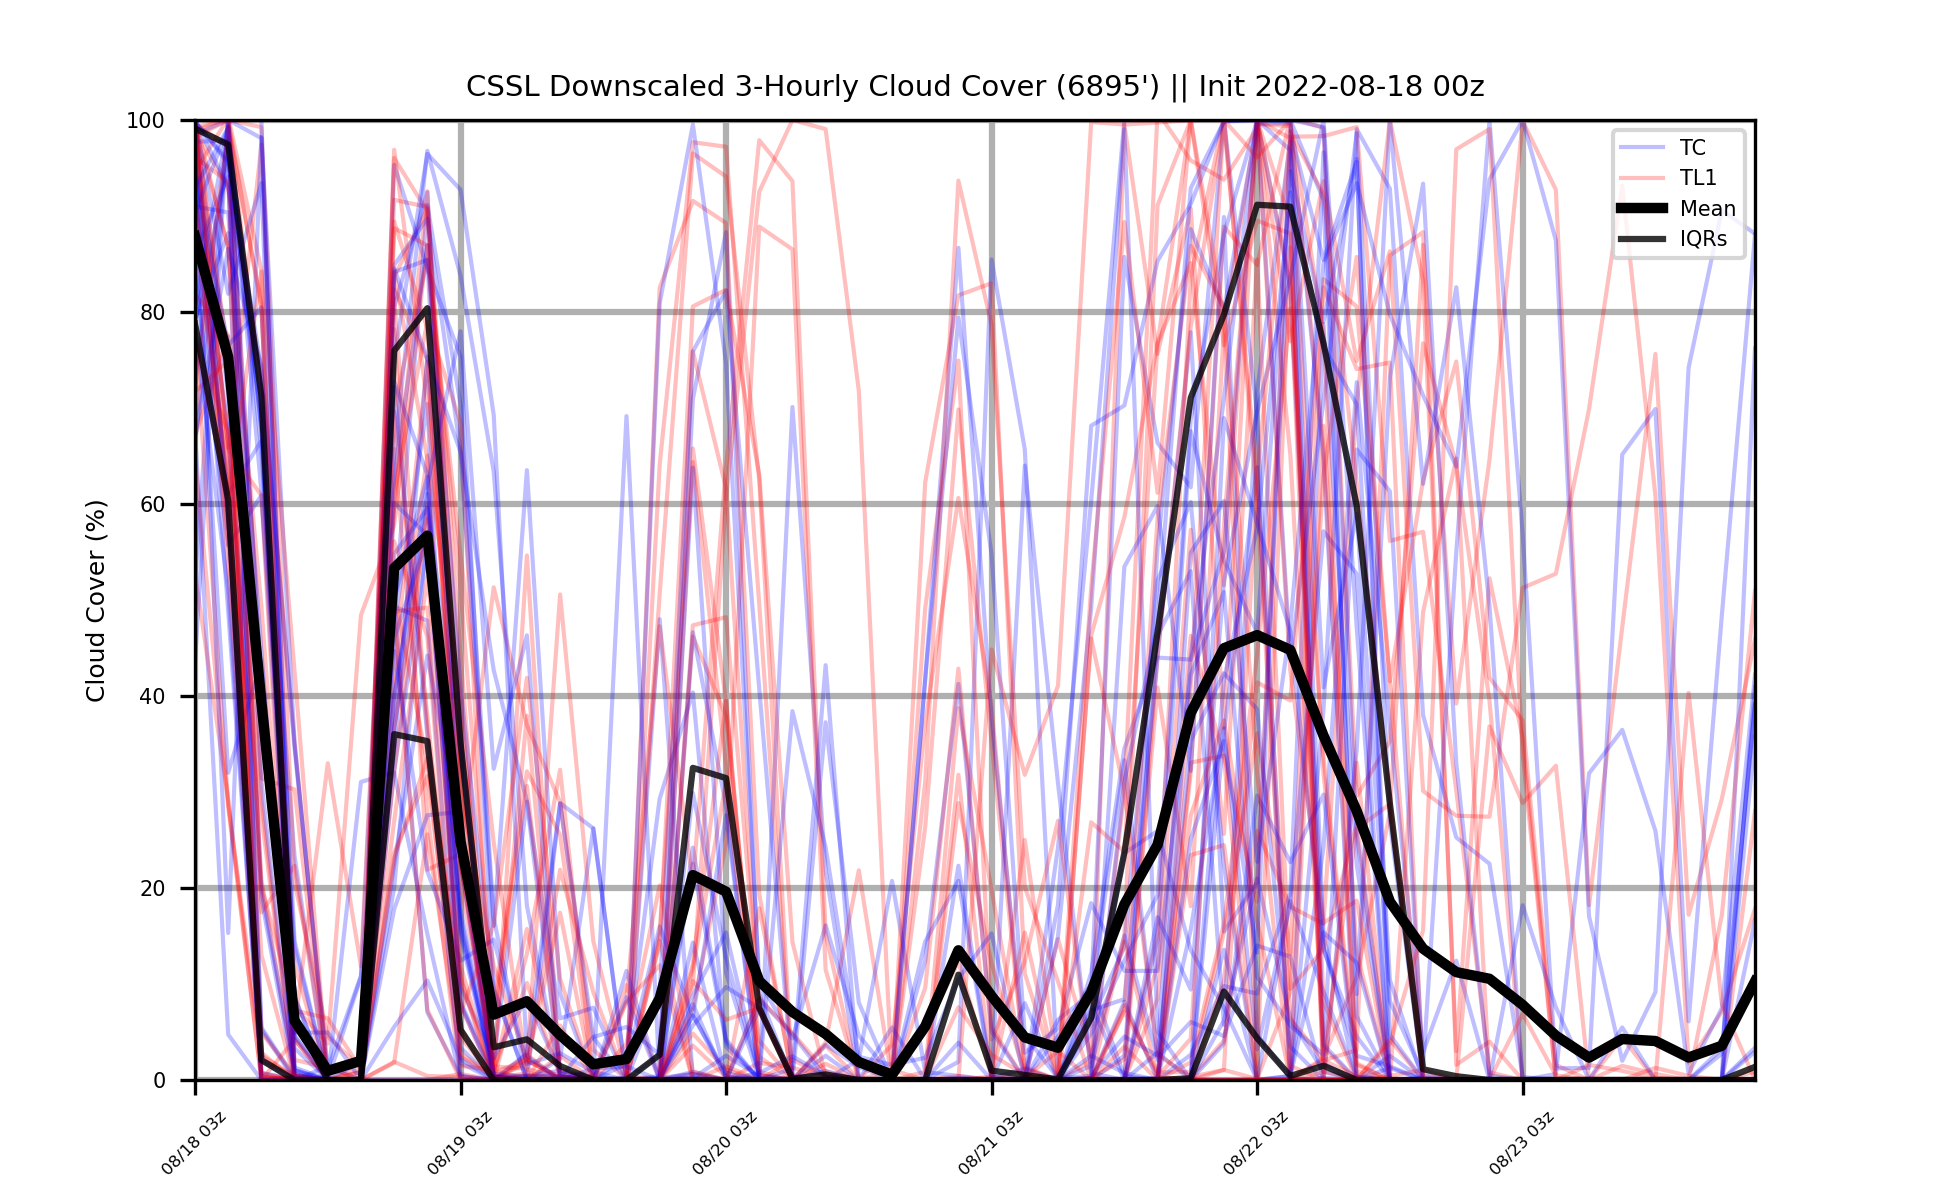 CSSL Downscaled 3-Hourly Cloud Cover (6895') || Init 2022-08-18 00z
Cloud Cover (%)
100
80
60
40
20
0
TC
TL1
Mean
IQRs
08/18 03z
08/19 03z
08/20 03z
08/21 03z
08/22 03z
08/23 03z